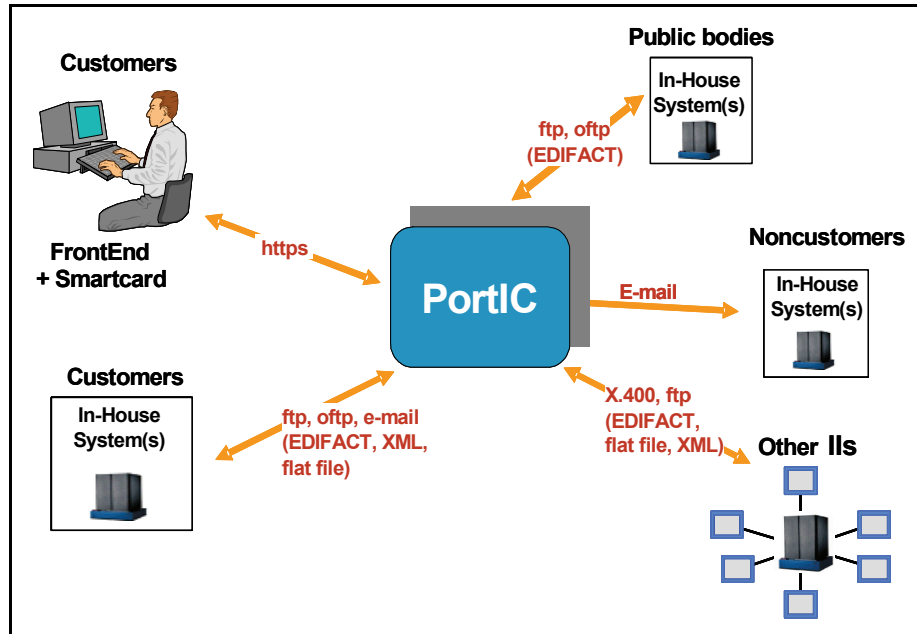 Customers
FrontEnd
+ Smartcard
https
Public bodies
In-House
System(s)
ftp, oftp
(EDIFACT)
PortIC
Noncustomers
E-mail
In-House
System(s)
Customers
In-House
System(s)
ftp, oftp, e-mail
(EDIFACT, XML,
flat file)
X.400, ftp
(EDIFACT,
flat file, XML)
Other IIs